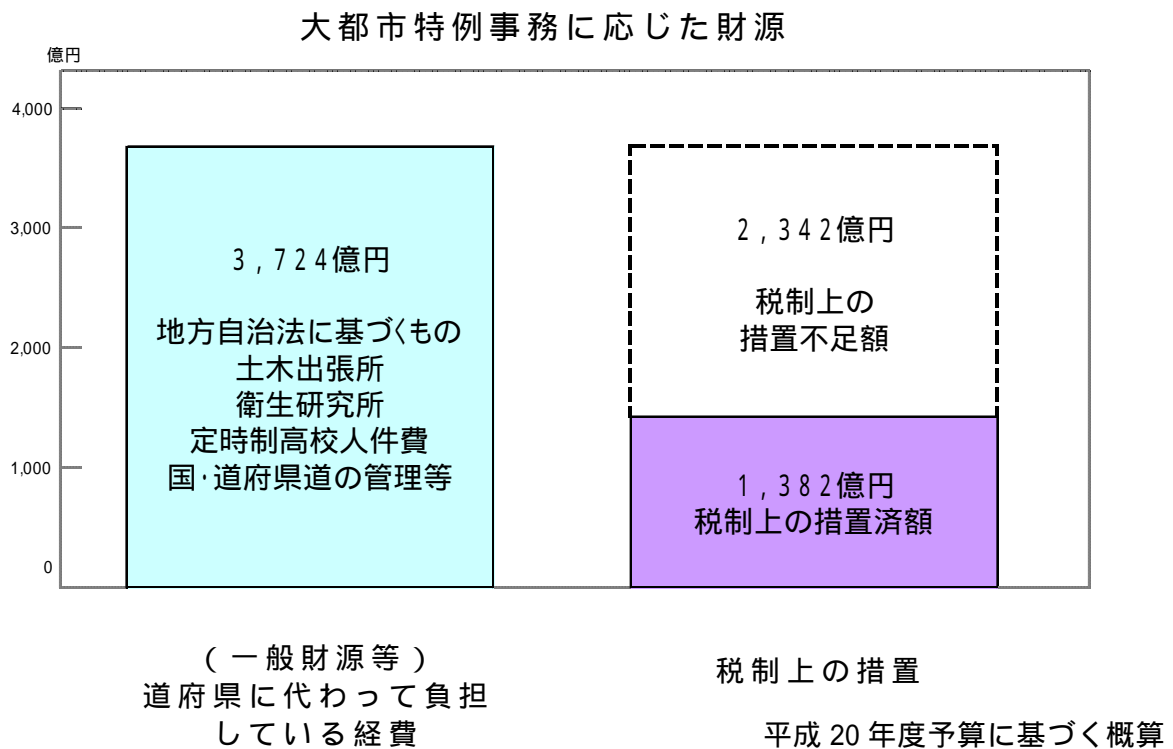 大都市特例事務に応じた財源
億円
4,000
3,000
2,000
1,000
0
3,724億円
地方自治法に基づくもの
土木出張所
衛生研究所
定時制高校人件費
国・道府県道の管理等
2,342億円
税制上の
措置不足額
1,382億円
税制上の措置済額
(一般財源等)
道府県に代わって負担
している経費
税制上の措置
平成20年度予算に基づく概算